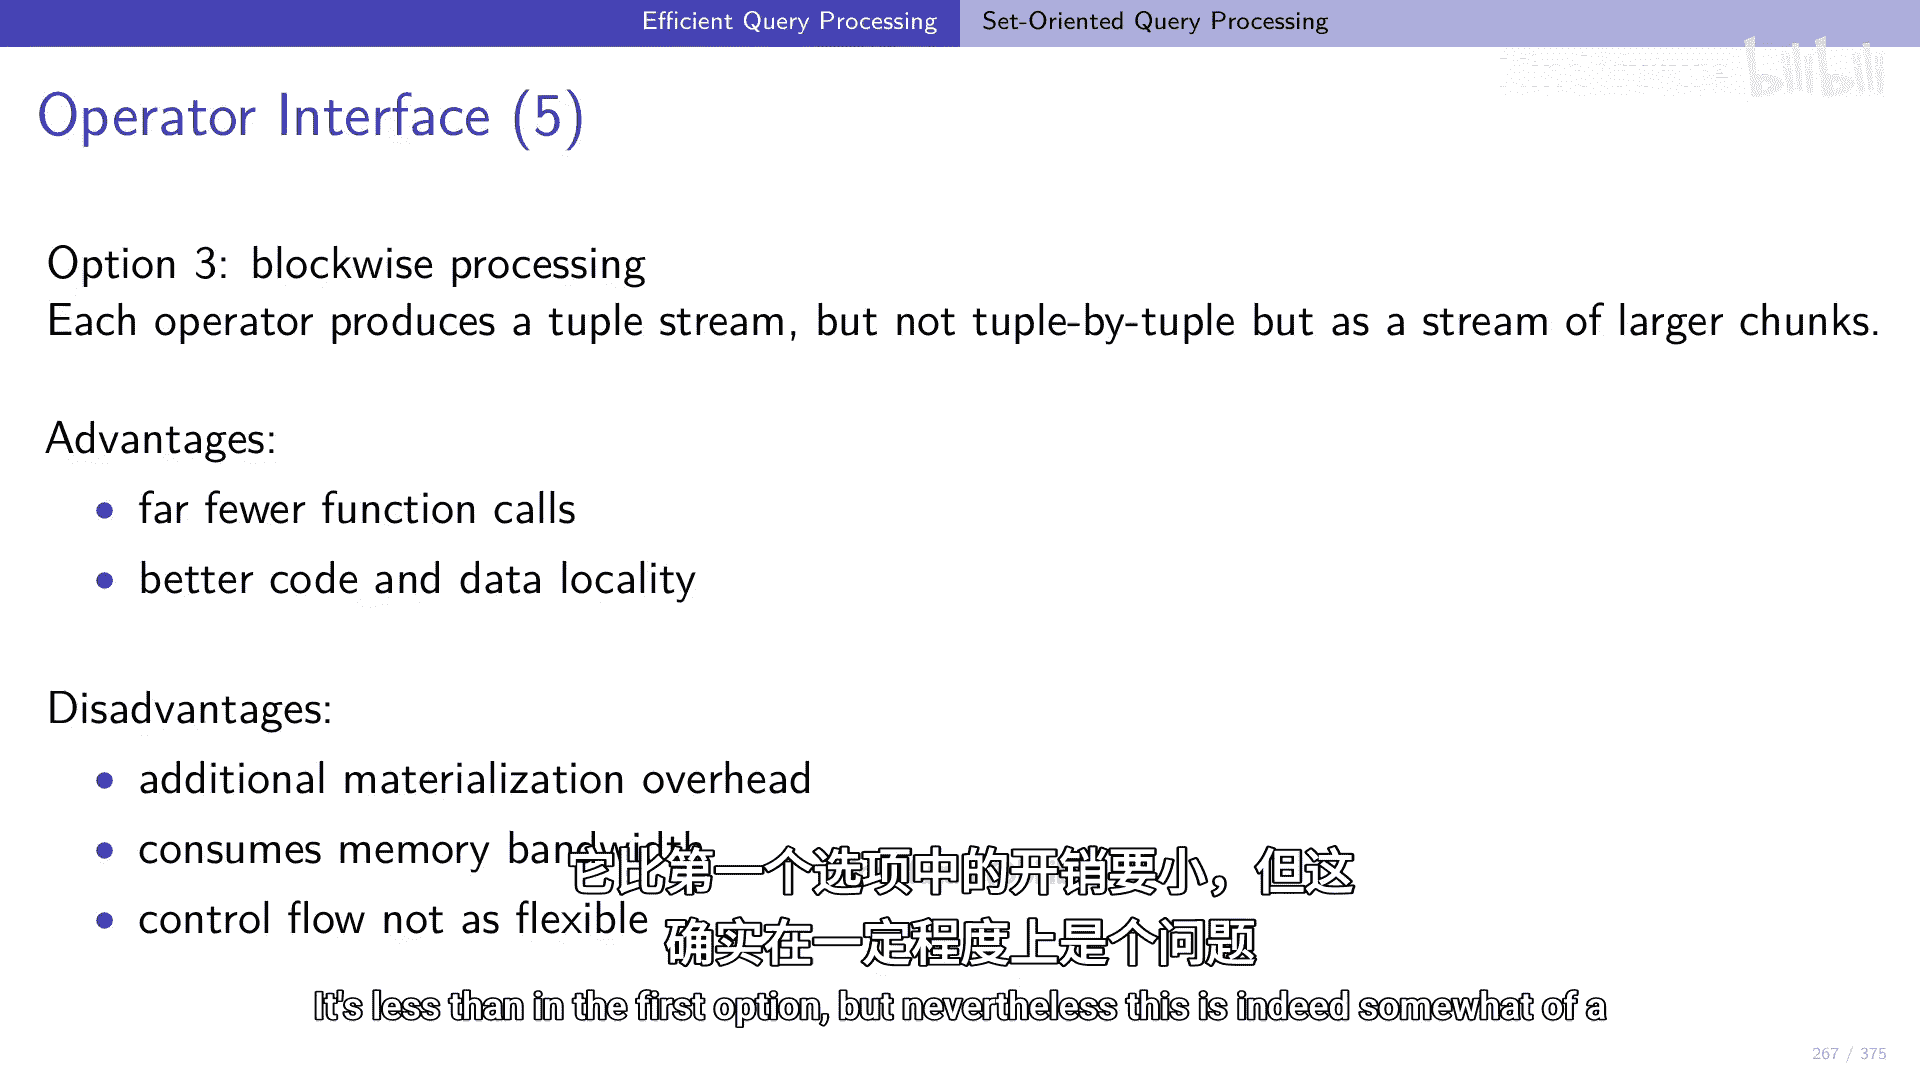 Efficient Query Processing
Set-Oriented Query Processing
bilibili
Operator Interface (5)
Option 3: blockwise processing
Each operator produces a tuple stream, but not tuple-by-tuple but as a stream of larger chunks.
Advantages:
• far fewer function calls
• better code and data locality
Disadvantages:
• additional materialization overhead
• consumes memory bandwidth
• control flow not as flexible
它比第一个选项中的开销要小，但这
确实在一定程度上是个问题
It's less than in the first option, but nevertheless this is indeed somewhat of a
267 / 375